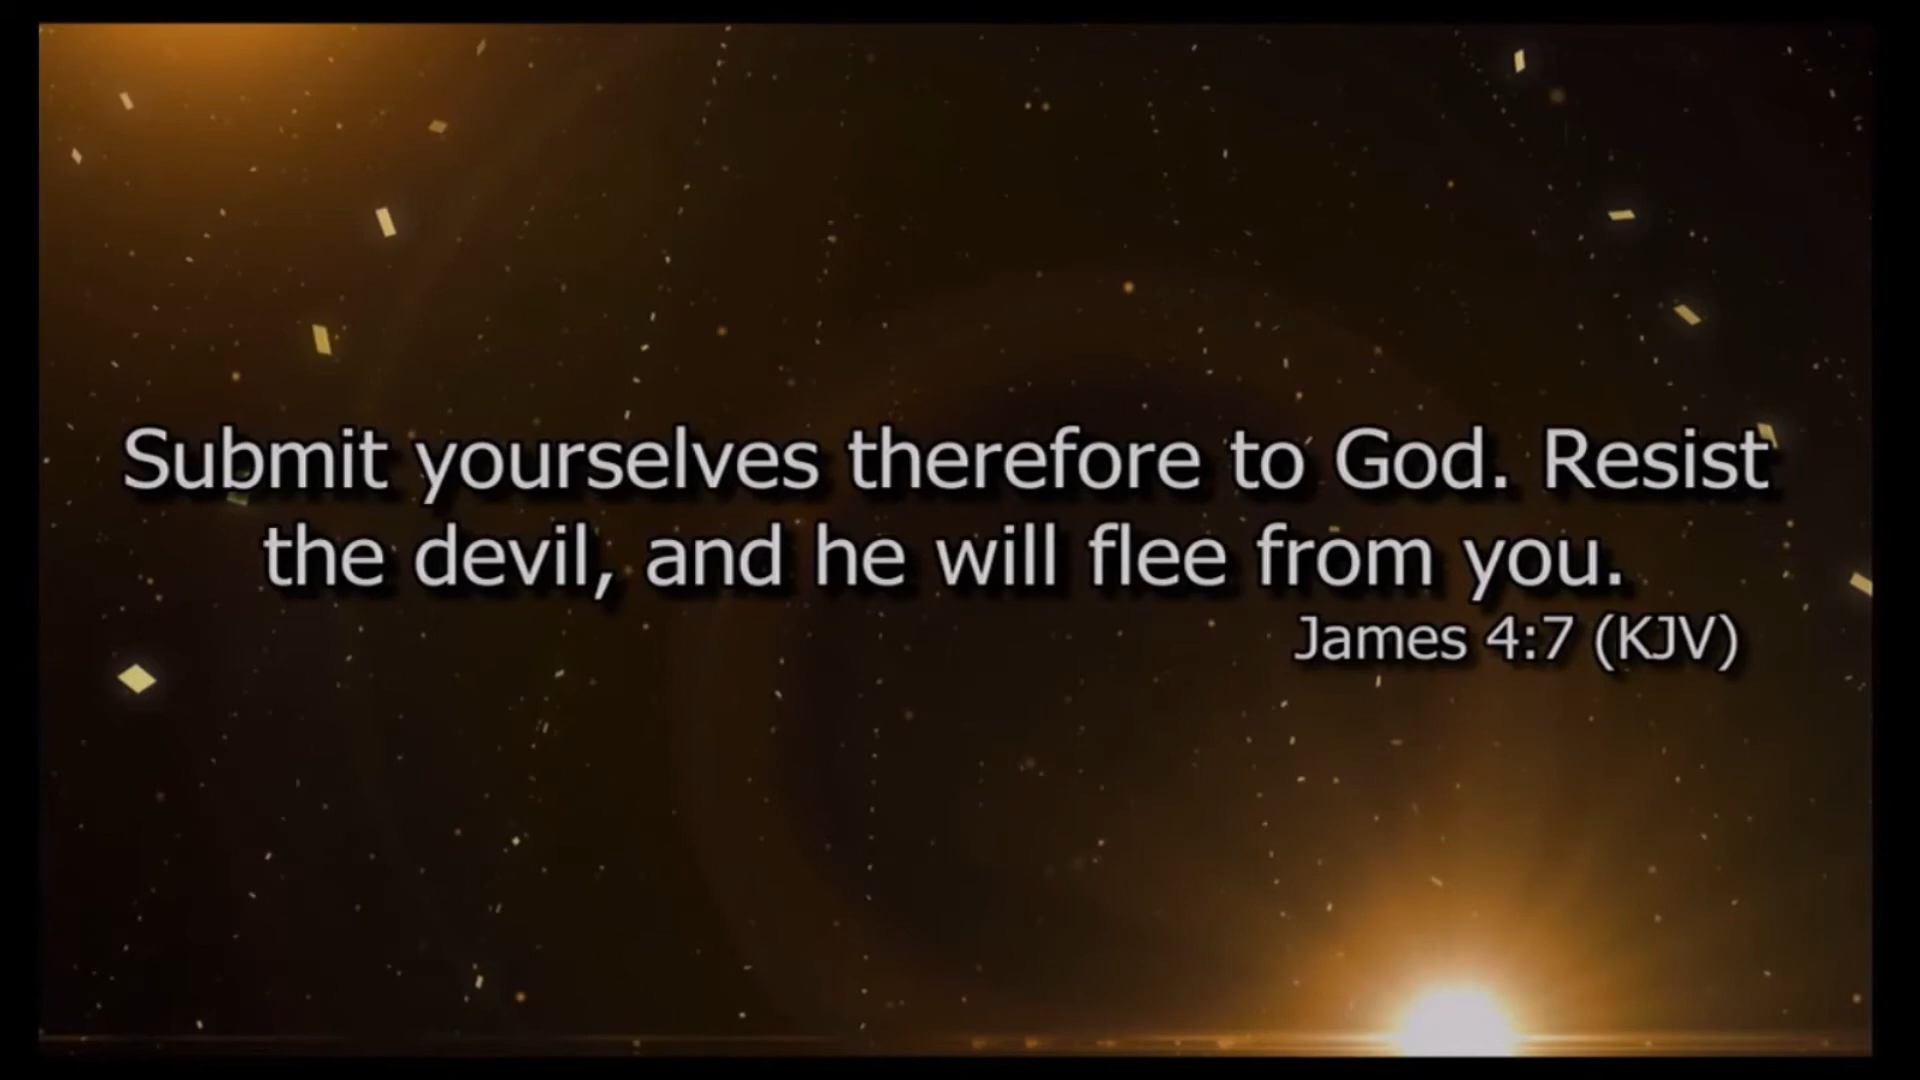 Submit yourselves therefore to God. Resist
the devil, and he will flee from you.
James 4:7 (KJV)